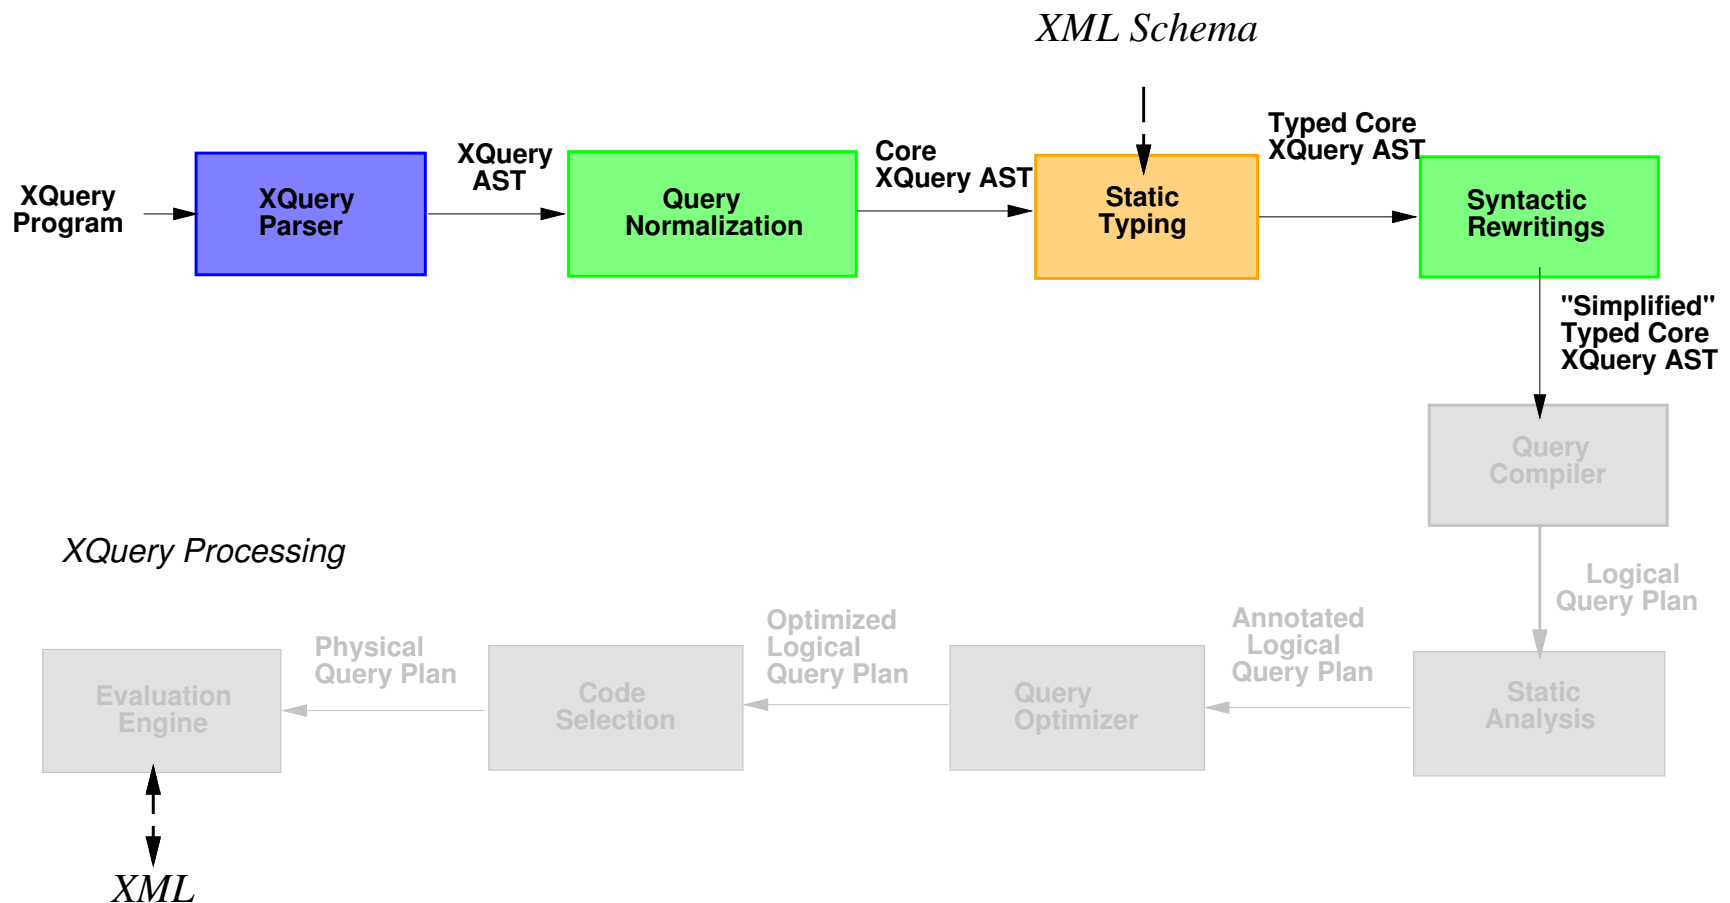 XML Schema
XQuery
Program
XQuery
Parser
XQuery
AST
Query
Normalization
Core
XQuery AST
Static
Typing
Typed Core
XQuery AST
Syntactic
Rewritings
"Simplified"
Typed Core
XQuery AST
Query
Compiler
XQuery Processing
Logical
Query Plan
Static
Analysis
Annotated
Logical
Query Plan
Query
Optimizer
Optimized
Logical
Query Plan
Code
Selection
Physical
Query Plan
Evaluation
Engine
XML